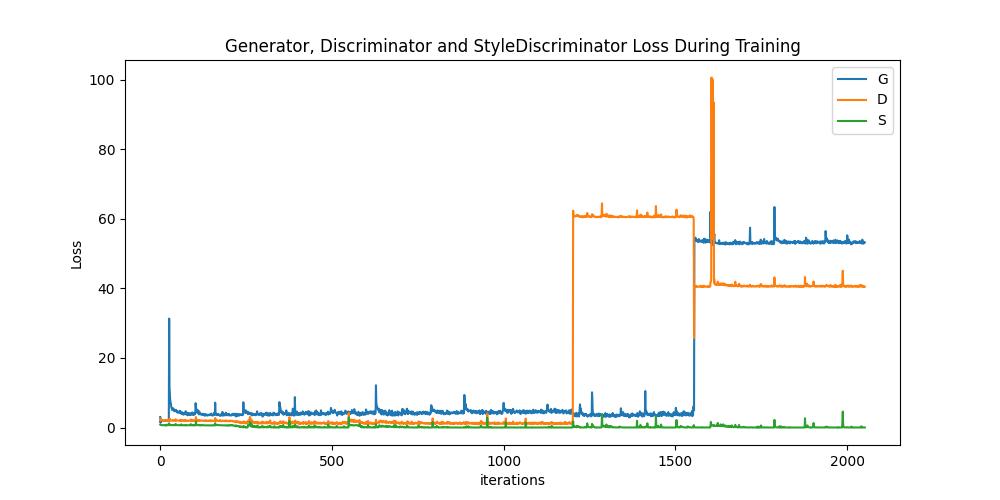 Generator, Discriminator and StyleDiscriminator Loss During Training
100
80
60
40
20
0
Loss
0 500 1000 1500 2000
iterations
G
D
S